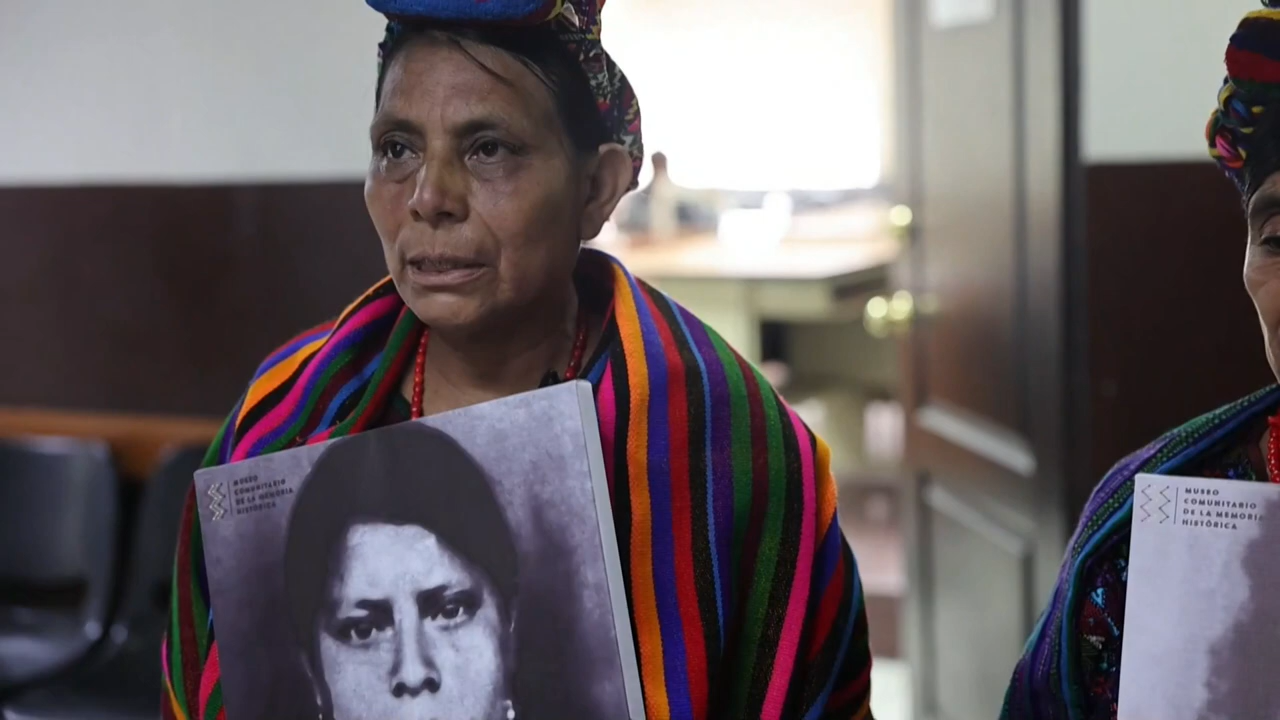 MUSEO
COMUNITARIO
DE LA MEMORIA
HISTÓRICA
MUSEO
COMUNITARIO
DE LA MEMORIA
HISTÓRICA